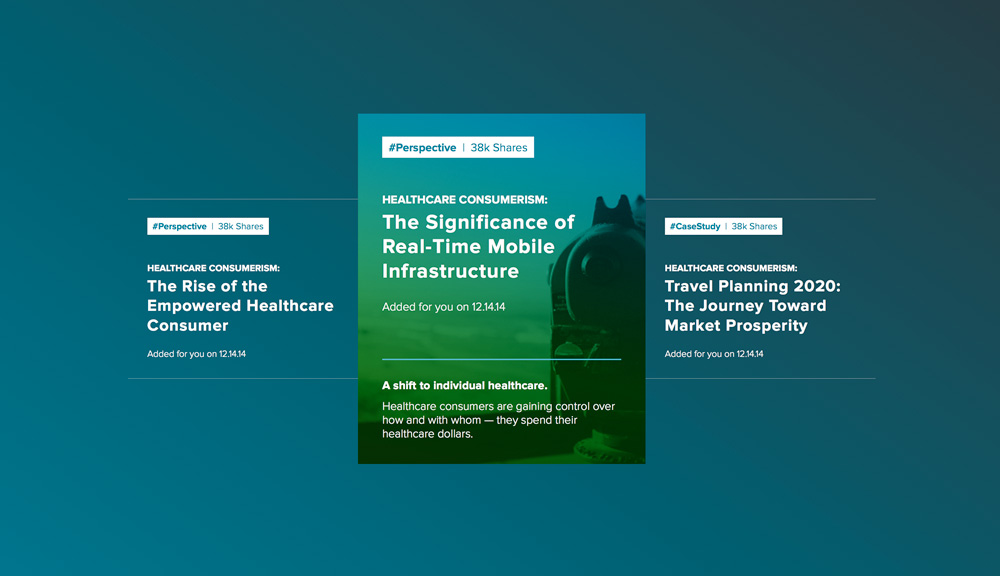 #Perspective | 38k Shares
HEALTHCARE CONSUMERISM:
The Rise of the
Empowered Healthcare
Consumer
Added for you on 12.14.14
#Perspective | 38k Shares
HEALTHCARE CONSUMERISM:
The Significance of
Real-Time Mobile
Infrastructure
Added for you on 12.14.14
A shift to individual healthcare.
Healthcare consumers are gaining control over
how and with whom — they spend their
healthcare dollars.
#CaseStudy | 38k Shares
HEALTHCARE CONSUMERISM:
Travel Planning 2020:
The Journey Toward
Market Prosperity
Added for you on 12.14.14